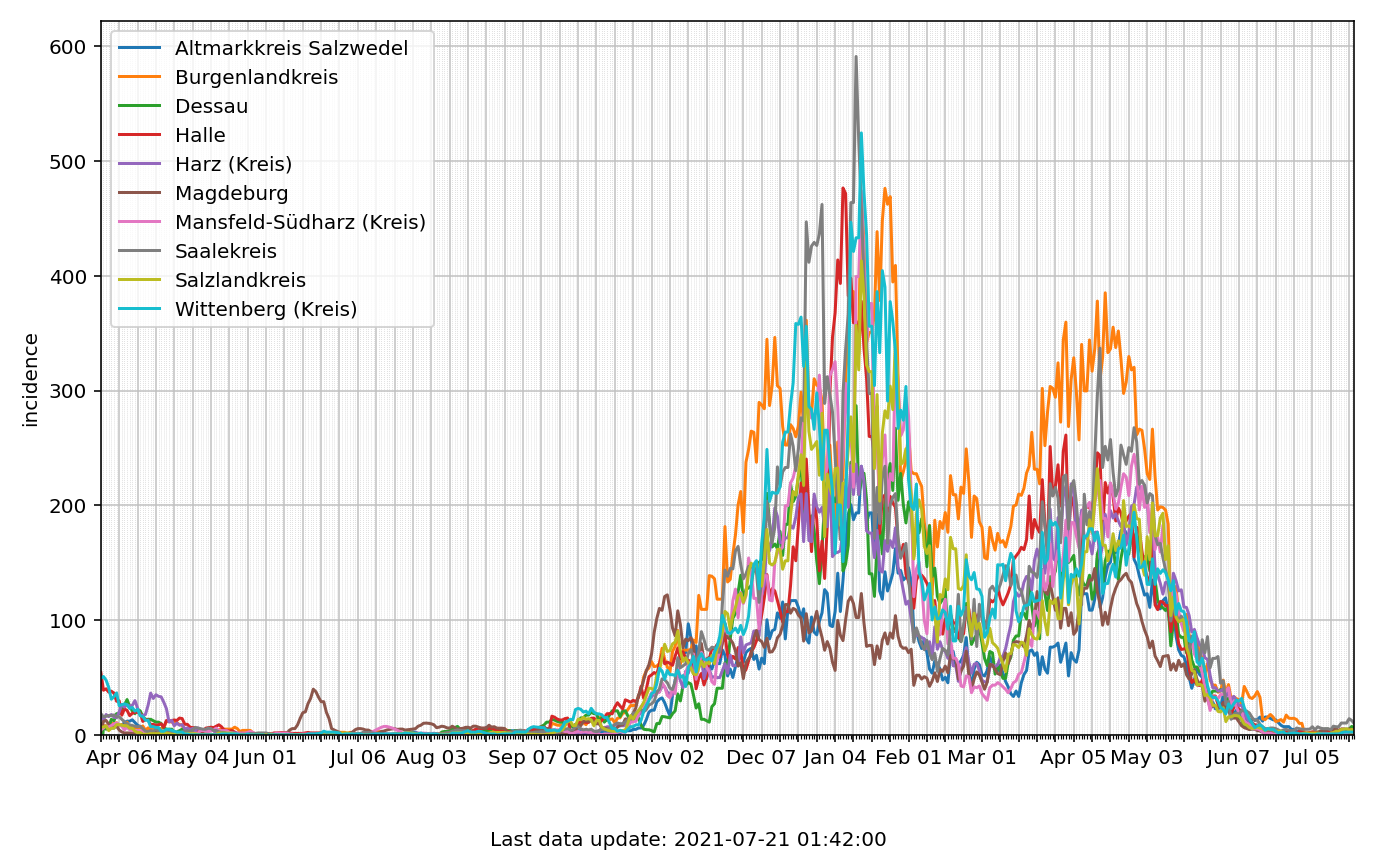 600
500
400
300
200
100
0
incidence
Altmarkkreis Salzwedel
Burgenlandkreis
Dessau
Halle
Harz (Kreis)
Magdeburg
Mansfeld-Südharz (Kreis)
Saalekreis
Salzlandkreis
Wittenberg (Kreis)
Apr 06 May 04 Jun 01 Jul 06 Aug 03 Sep 07 Oct 05 Nov 02 Dec 07 Jan 04 Feb 01 Mar 01 Apr 05 May 03 Jun 07 Jul 05
Last data update: 2021-07-21 01:42:00